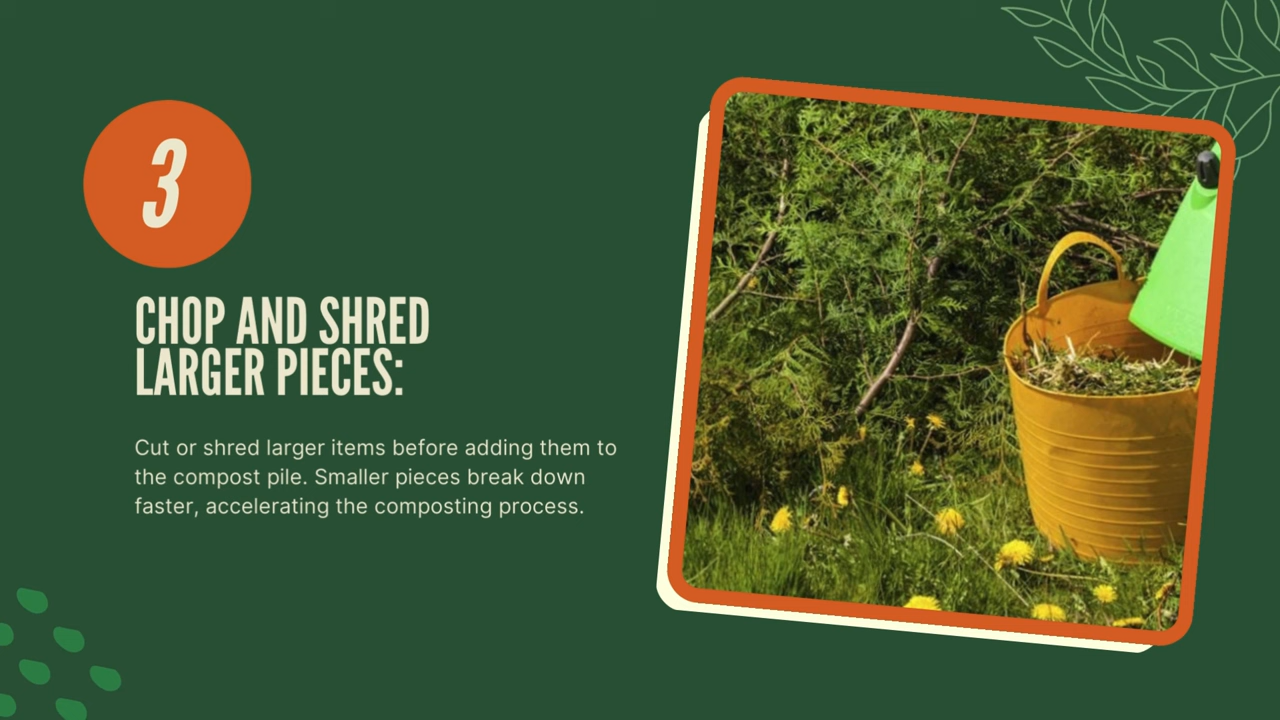 3
CHOP AND SHRED
LARGER PIECES:
Cut or shred larger items before adding them to
the compost pile. Smaller pieces break down
faster, accelerating the composting process.